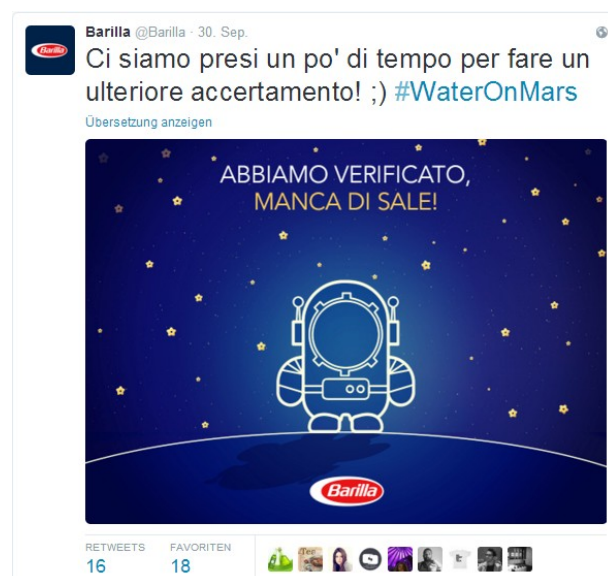 Barilla @Barilla · 30. Sep.
Ci siamo presi un po' di tempo per fare un
ulteriore accertamento! ;) #WaterOnMars
Übersetzung anzeigen
ABBIAMO VERIFICATO,
MANCA DI SALE!
Barilla
RETWEETS FAVORITEN
16 18